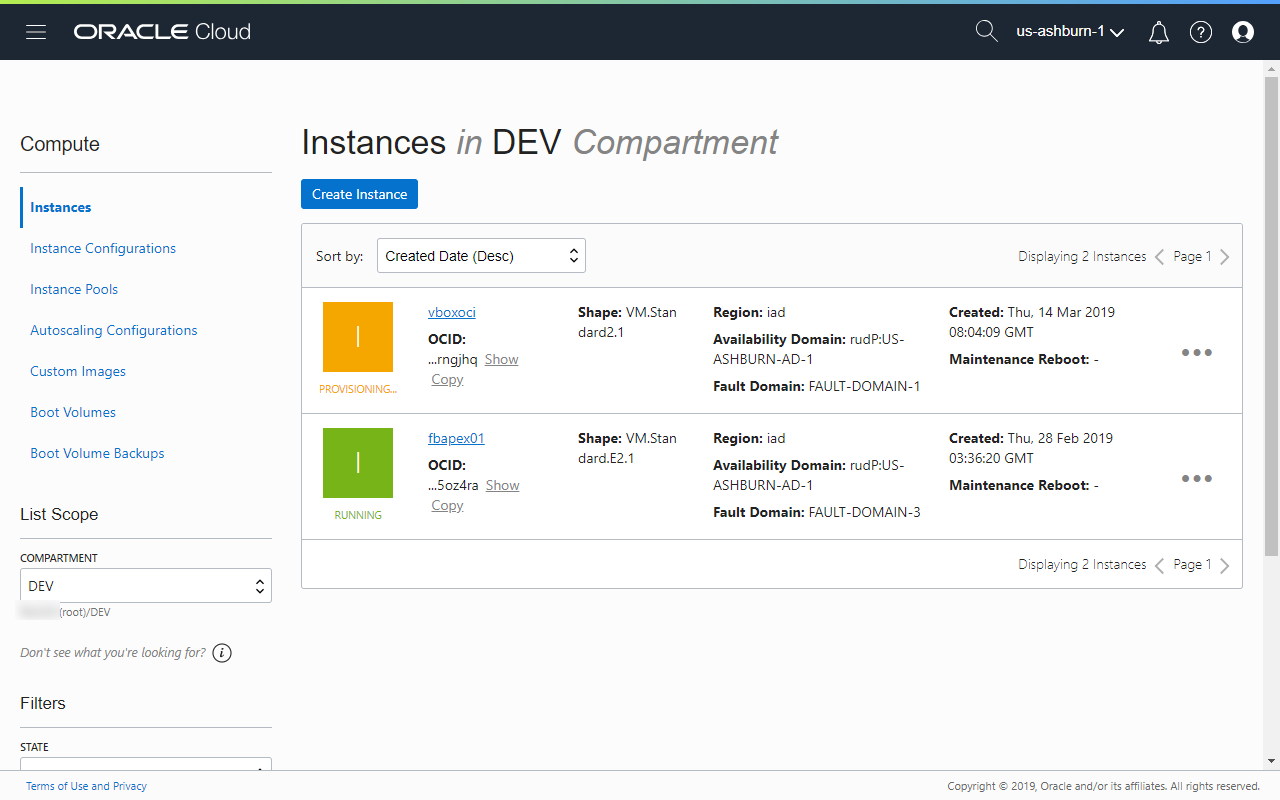 ORACLE Cloud
us-ashburn-1
Compute
Instances
Instance Configurations
Instance Pools
Autoscaling Configurations
Custom Images
Boot Volumes
Boot Volume Backups
List Scope
COMPARTMENT
DEV
(root)/DEV
Don't see what you're looking for?
Filters
STATE
Instances in DEV Compartment
Create Instance
Sort by: Created Date (Desc)
Displaying 2 Instances Page 1
I
PROVISIONING...
vboxoci
OCID:
...rngjhq Show
Copy
Shape: VM.Stan
dard2.1
Region: iad
Availability Domain: rudP:US-
ASHBURN-AD-1
Fault Domain: FAULT-DOMAIN-1
Created: Thu, 14 Mar 2019
08:04:09 GMT
Maintenance Reboot: -
I
RUNNING
fbapex01
OCID:
...5oz4ra Show
Copy
Shape: VM.Stan
dard.E2.1
Region: iad
Availability Domain: rudP:US-
ASHBURN-AD-1
Fault Domain: FAULT-DOMAIN-3
Created: Thu, 28 Feb 2019
03:36:20 GMT
Maintenance Reboot: -
Displaying 2 Instances Page 1
Terms of Use and Privacy
Copyright © 2019, Oracle and/or its affiliates. All rights reserved.